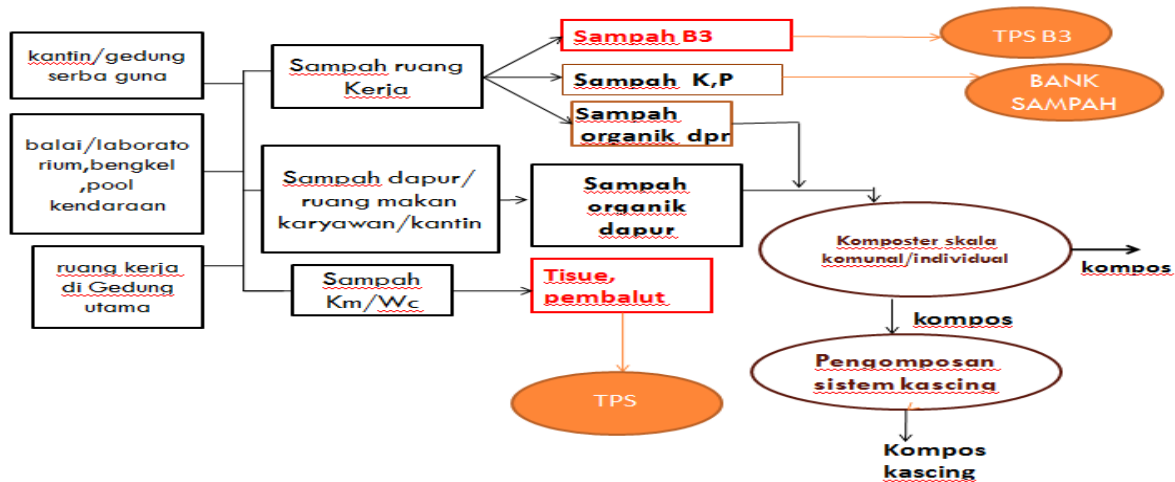 kantin/gedung
serba guna
balai/laborato
rium,bengkel
,pool
kendaraan
ruang kerja
di Gedung
utama
Sampah ruang
Kerja
Sampah dapur/
ruang makan
karyawan/kantin
Sampah
Km/Wc
Sampah B3
Sampah K,P
Sampah
organik dpr
Sampah
organik
dapur
Tisue,
pembalut
TPS B3
BANK
SAMPAH
Komposter skala
komunal/individual
kompos
kompos
Pengomposan
sistem kascing
TPS
Kompos
kascing